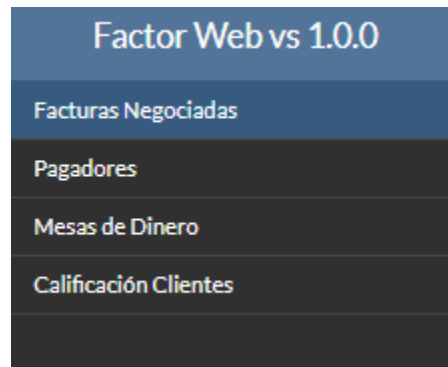 Factor Web vs 1.0.0
Facturas Negociadas
Pagadores
Mesas de Dinero
Calificación Clientes